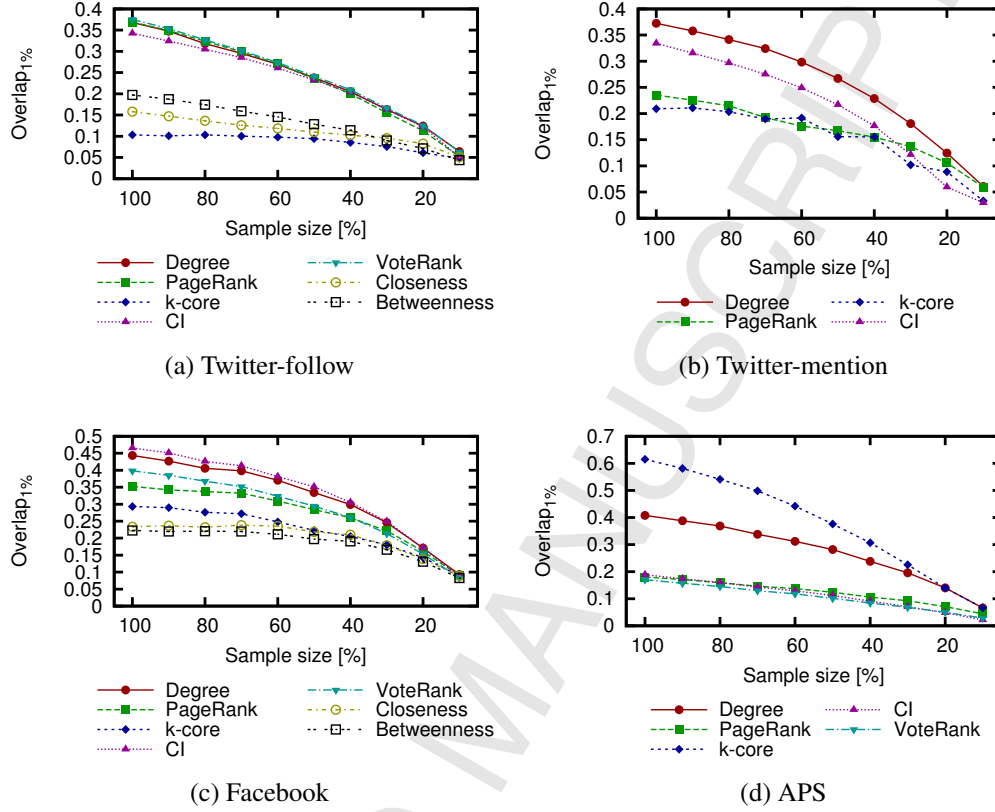 0.4
0.35
0.3
0.25
0.2
0.15
0.1
0.05
0
Overlap1%
100 80 60 40 20
Sample size [%]
Degree
PageRank
k-core
CI
VoteRank
Closeness
Betweenness
(a) Twitter-follow
0.4
0.35
0.3
0.25
0.2
0.15
0.1
0.05
0
Overlap1%
100 80 60 40 20
Sample size [%]
Degree
PageRank
k-core
CI
(b) Twitter-mention
0.5
0.45
0.4
0.35
0.3
0.25
0.2
0.15
0.1
0.05
0
Overlap1%
100 80 60 40 20
Sample size [%]
Degree
PageRank
k-core
CI
VoteRank
Closeness
Betweenness
(c) Facebook
0.7
0.6
0.5
0.4
0.3
0.2
0.1
0
Overlap1%
100 80 60 40 20
Sample size [%]
Degree
PageRank
k-core
CI
VoteRank
(d) APS
MANUSCRIPT